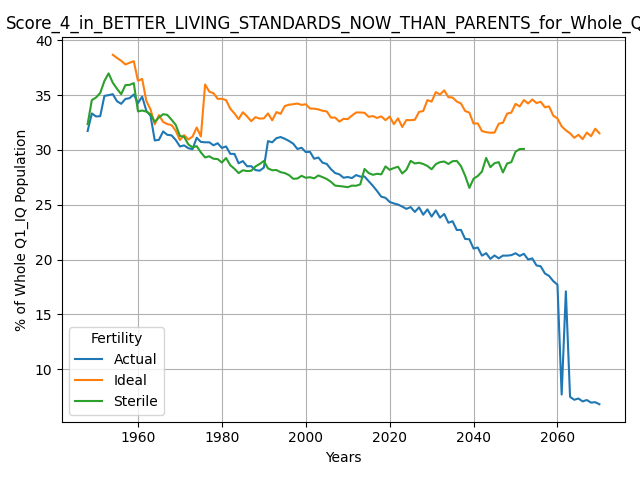 Score_4_in_BETTER_LIVING_STANDARDS_NOW_THAN_PARENTS_for_Whole_Q
40
35
30
25
20
15
10
% of Whole Q1_IQ Population
Fertility
Actual
Ideal
Sterile
1960
1980
2000
2020
2040
2060
Years